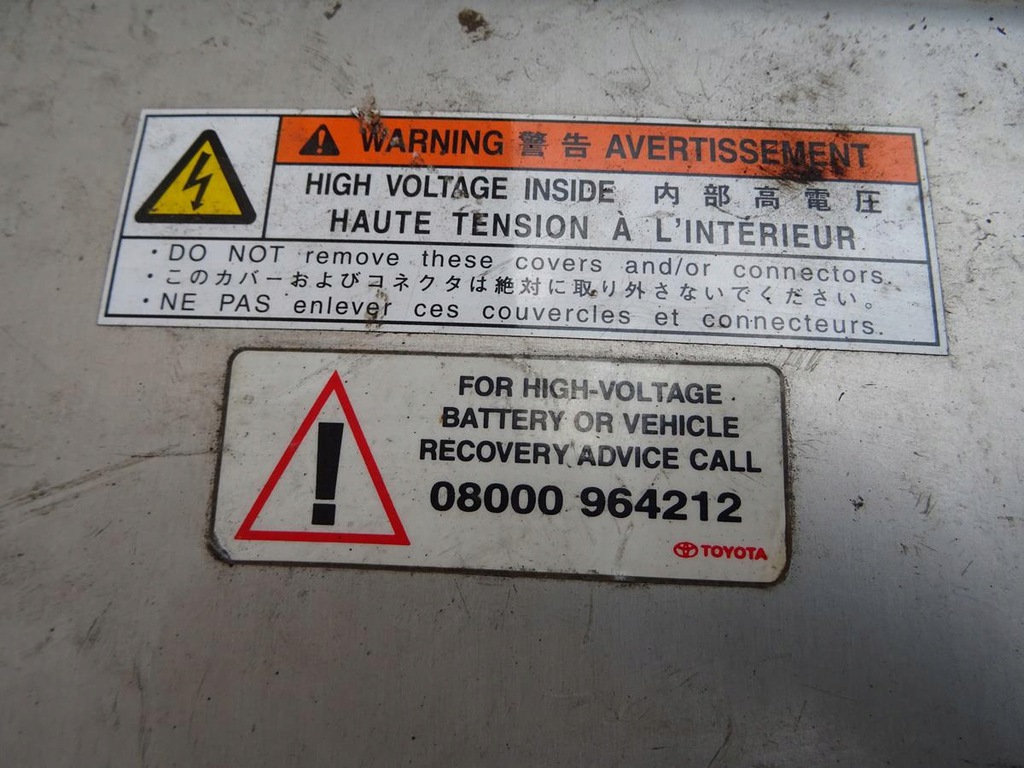 WARNING 警告 AVERTISSEMENT
HIGH VOLTAGE INSIDE 内部高電圧
HAUTE TENSION À L'INTÉRIEUR
・DO NOT remove these covers and/or connectors.
・このカバーおよびコネクタは絶対に取り外さないでください。
・NE PAS enlever ces couvercles et connecteurs.
FOR HIGH-VOLTAGE
BATTERY OR VEHICLE
RECOVERY ADVICE CALL
08000 964212
TOYOTA